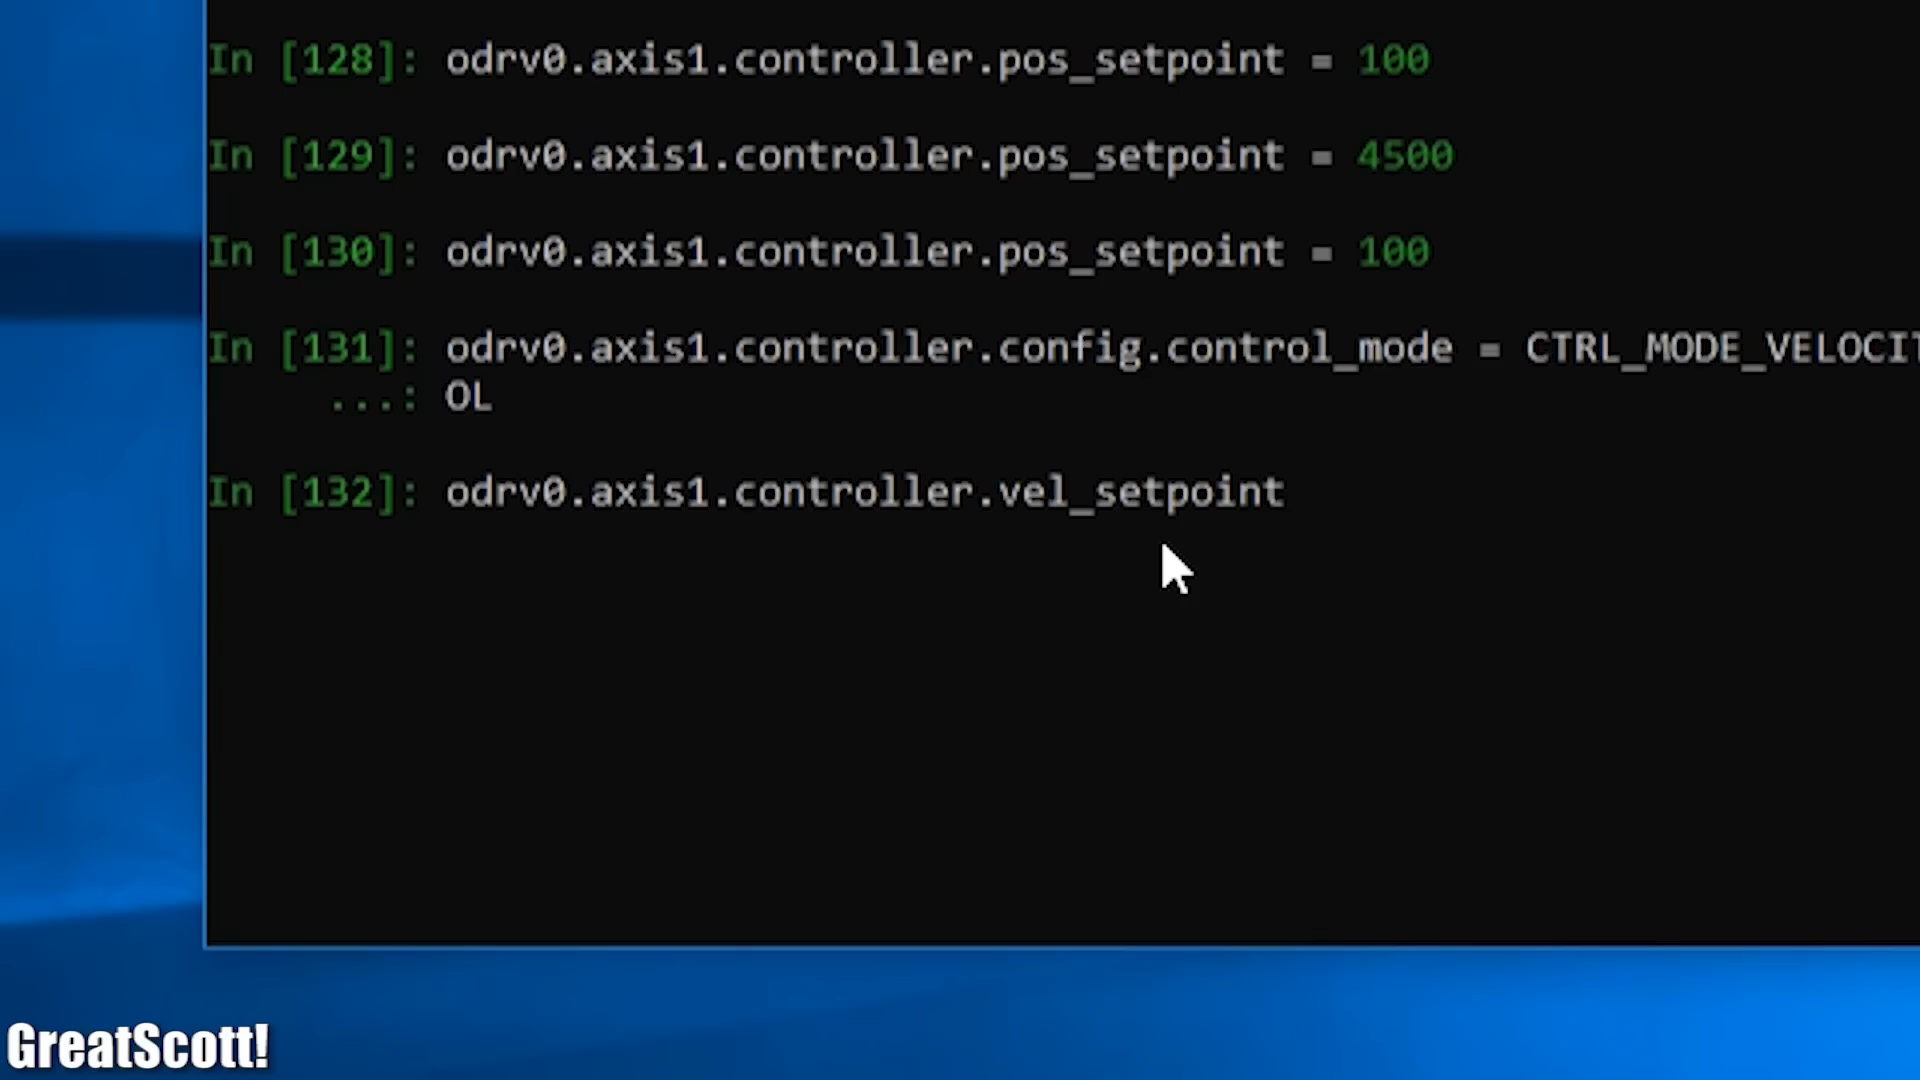 In [128]: odrv0.axis1.controller.pos_setpoint = 100
In [129]: odrv0.axis1.controller.pos_setpoint = 4500
In [130]: odrv0.axis1.controller.pos_setpoint = 100
In [131]: odrv0.axis1.controller.config.control_mode = CTRL_MODE_VELOCIT
...: OL
In [132]: odrv0.axis1.controller.vel_setpoint
GreatScott!